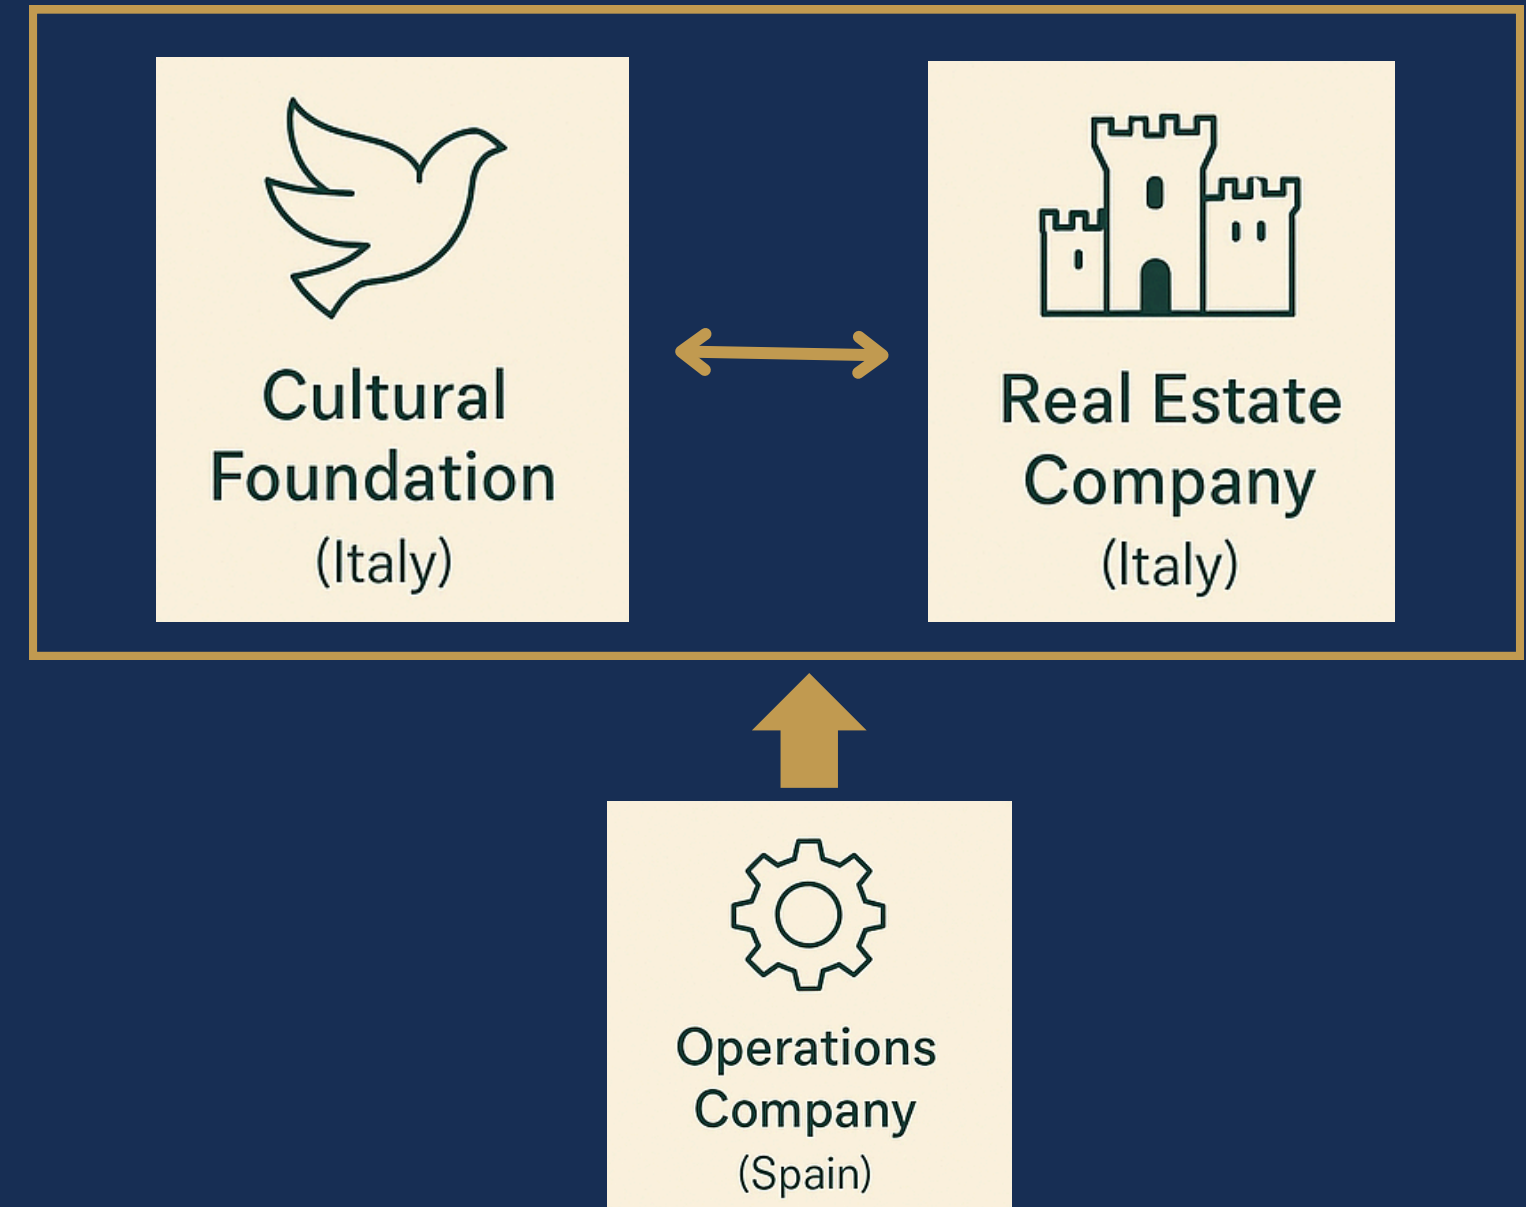 Cultural
Foundation
(Italy)
Real Estate
Company
(Italy)
Operations
Company
(Spain)